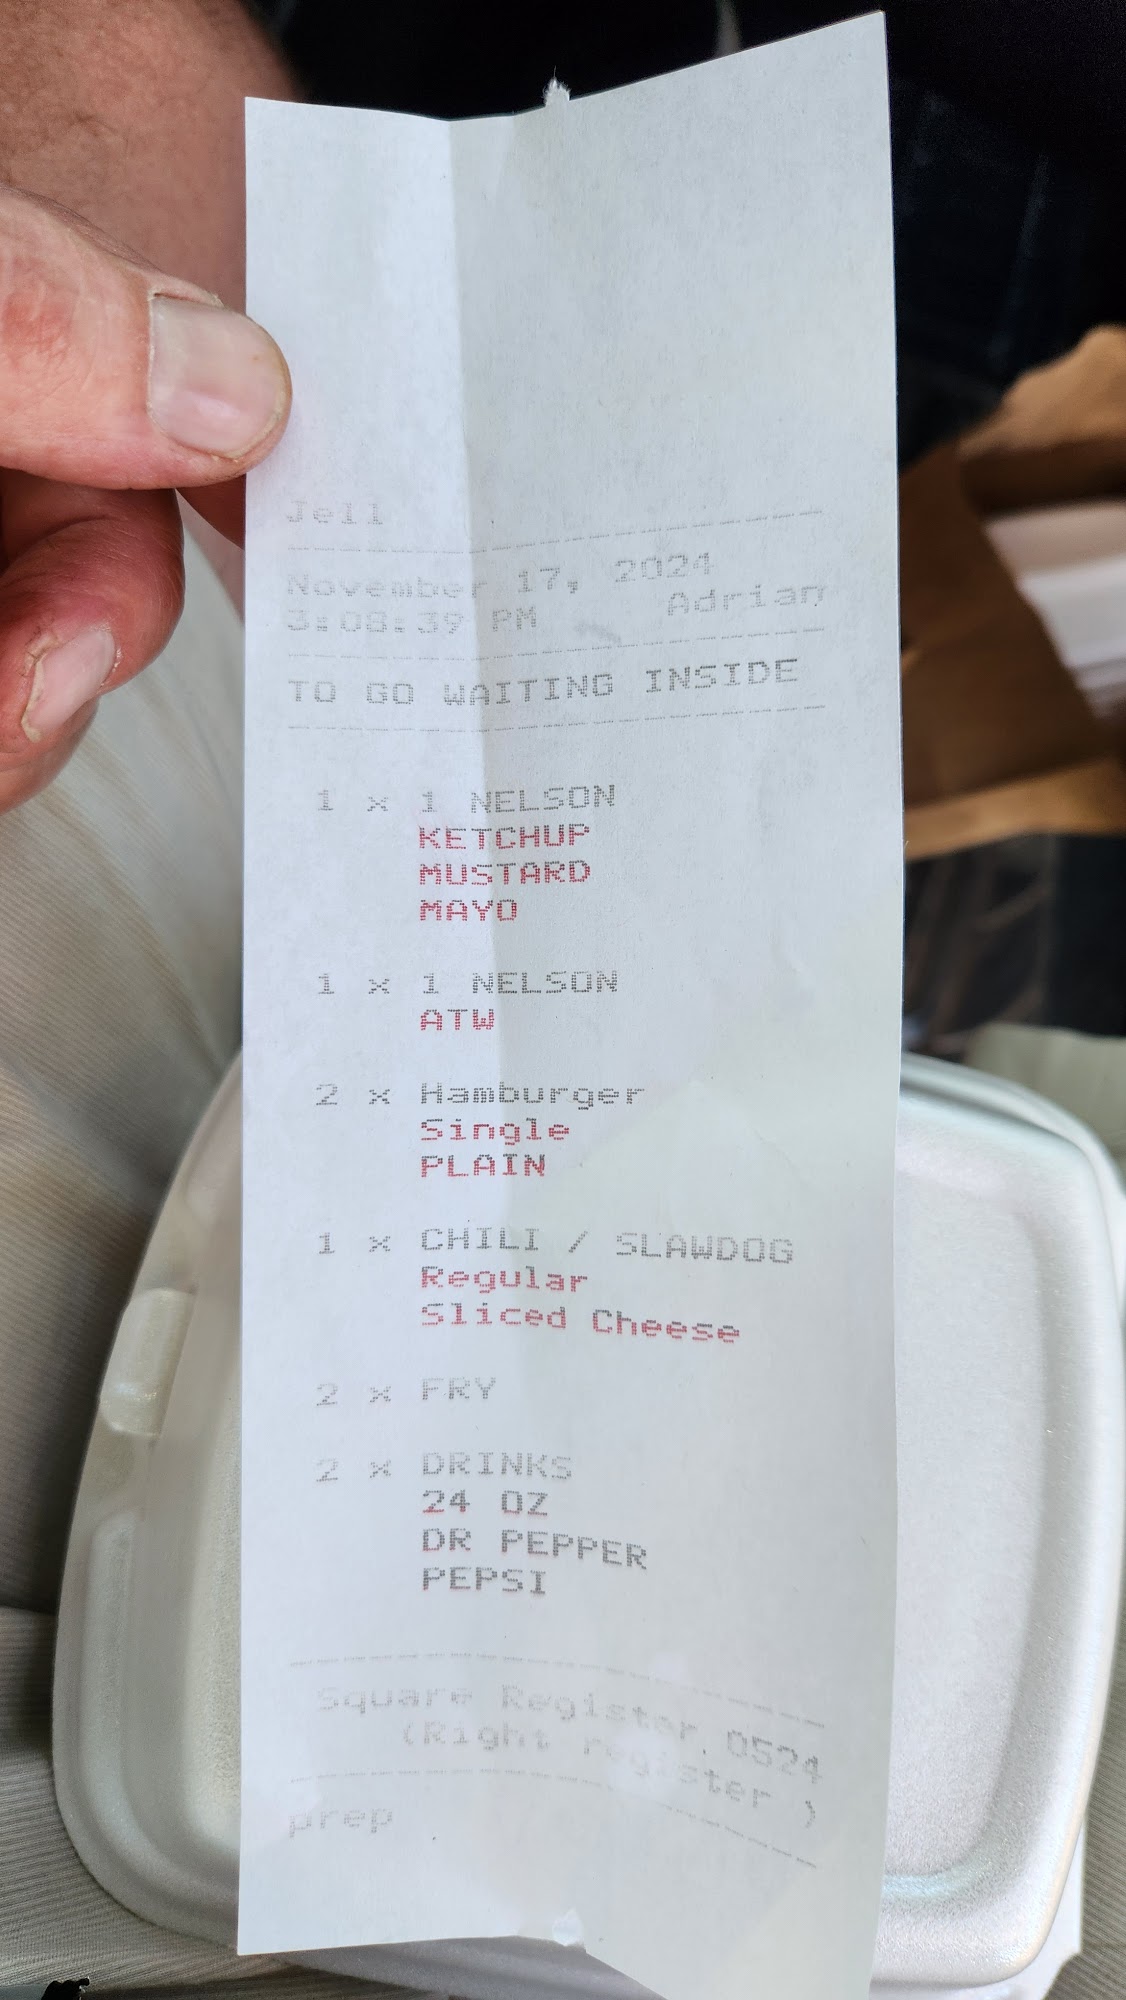 Jell
November 17, 2024
3:08:39 PM Adrian
TO GO WAITING INSIDE
1 x 1 NELSON
KETCHUP
MUSTARD
MAYO
1 x 1 NELSON
ATW
2 x Hamburger
Single
PLAIN
1 x CHILI / SLAWDOG
Regular
Sliced Cheese
2 x FRY
2 x DRINKS
24 OZ
DR PEPPER
PEPSI
Square Register 0524
(Right register )
prep